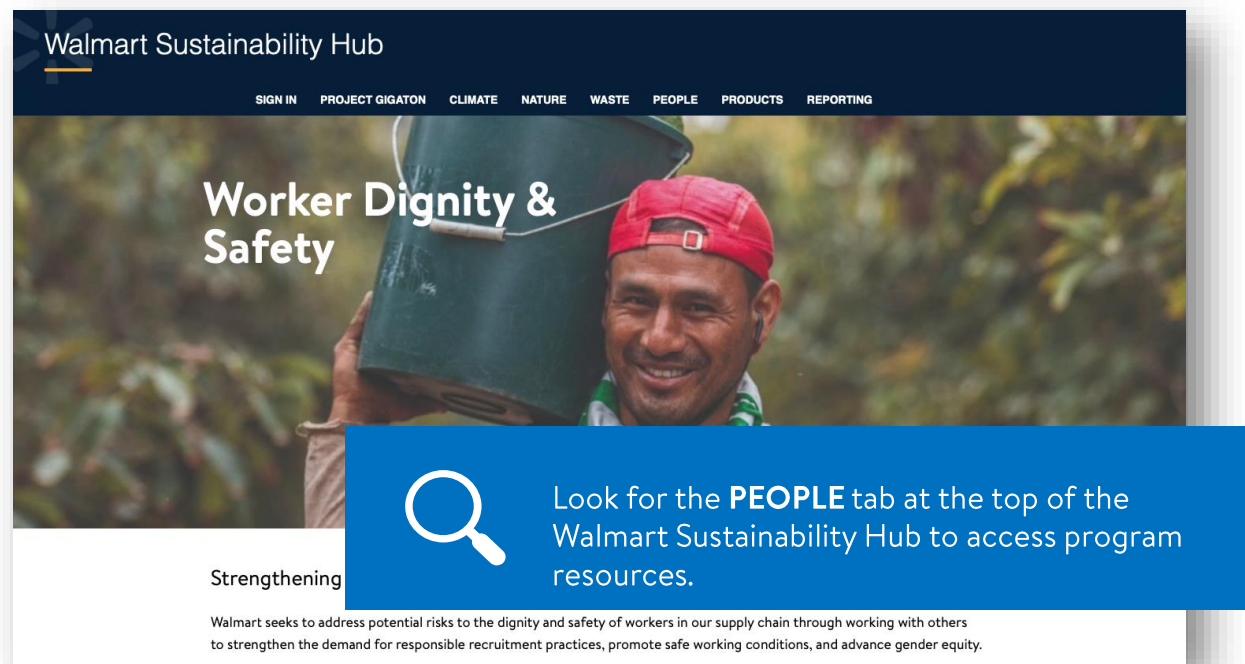 Walmart Sustainability Hub
SIGN IN PROJECT GIGATON CLIMATE NATURE WASTE PEOPLE PRODUCTS REPORTING
Worker Dignity &
Safety
Look for the PEOPLE tab at the top of the
Walmart Sustainability Hub to access program
resources.
Strengthening
Walmart seeks to address potential risks to the dignity and safety of workers in our supply chain through working with others
to strengthen the demand for responsible recruitment practices, promote safe working conditions, and advance gender equity.